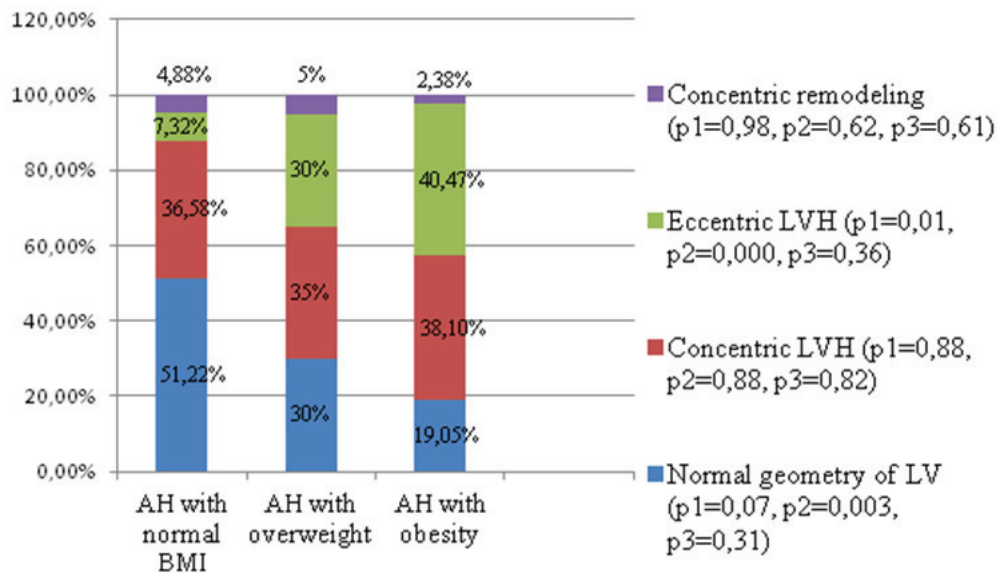 120,00%
100,00%
80,00%
60,00%
40,00%
20,00%
0,00%
4,88%
5%
2,38%
7,32%
30%
40,47%
36,58%
35%
38,10%
51,22%
30%
19,05%
AH with
normal
BMI
AH with
overweight
AH with
obesity
Concentric remodeling
(p1=0,98, p2=0,62, p3=0,61)
Eccentric LVH (p1=0,01,
p2=0,000, p3=0,36)
Concentric LVH (p1=0,88,
p2=0,88, p3=0,82)
Normal geometry of LV
(p1=0,07, p2=0,003,
p3=0,31)